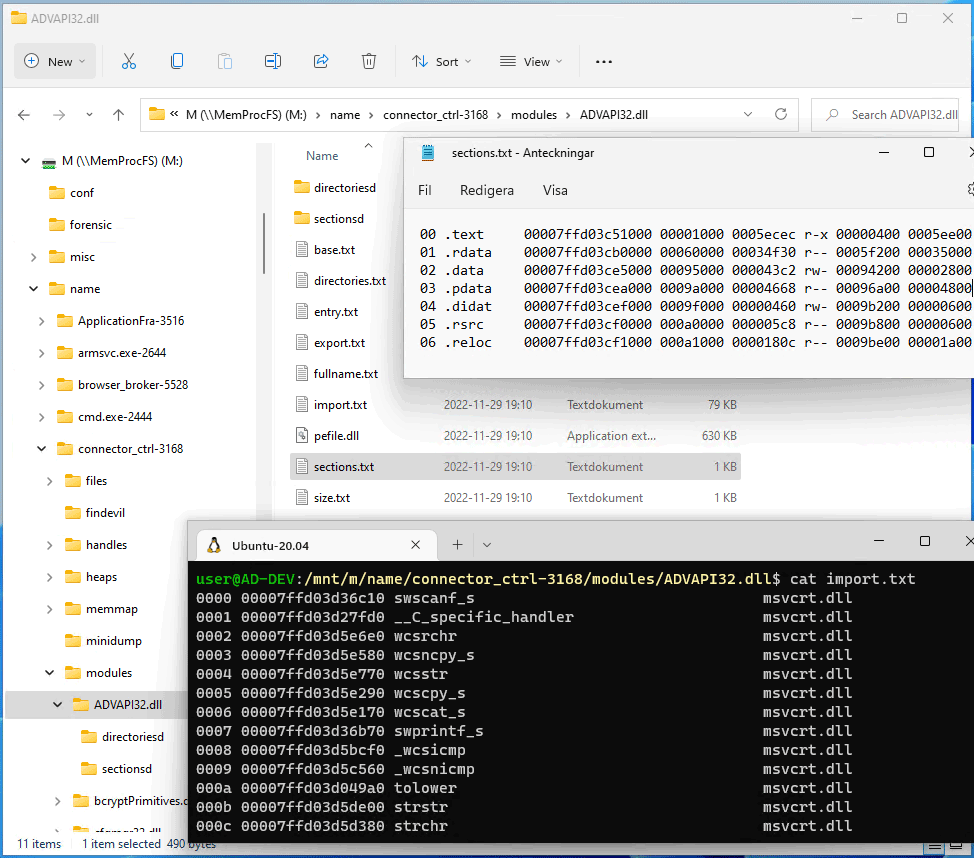 ADVAPI32.dll
New
Sort
View
« M (\\MemProcFS) (M:) > name > connector_ctrl-3168 > modules > ADVAPI32.dll
Search ADVAPI32.dll
M (\\MemProcFS) (M:)
conf
forensic
misc
name
ApplicationFra-3516
armsvc.exe-2644
browser_broker-5528
cmd.exe-2444
connector_ctrl-3168
files
findevil
handles
heaps
memmap
minidump
modules
ADVAPI32.dll
directoriesd
sectionsd
bcryptPrimitives.d
cfgmgr32.dll
Name
directoriesd
sectionsd
base.txt
directories.txt
entry.txt
export.txt
fullname.txt
import.txt 2022-11-29 19:10 Textdokument 79 KB
pefile.dll 2022-11-29 19:10 Application ext... 630 KB
sections.txt 2022-11-29 19:10 Textdokument 1 KB
size.txt 2022-11-29 19:10 Textdokument 1 KB
sections.txt - Anteckningar
Fil Redigera Visa
00 .text 00007ffd03c51000 00001000 0005ecec r-x 00000400 0005ee00
01 .rdata 00007ffd03cb0000 00060000 00034f30 r-- 0005f200 00035000
02 .data 00007ffd03ce5000 00095000 000043c2 rw- 00094200 00002800
03 .pdata 00007ffd03cea000 0009a000 00004668 r-- 00096a00 00004800
04 .didat 00007ffd03cef000 0009f000 00000460 rw- 0009b200 00000600
05 .rsrc 00007ffd03cf0000 000a0000 000005c8 r-- 0009b800 00000600
06 .reloc 00007ffd03cf1000 000a1000 0000180c r-- 0009be00 00001a00
Ubuntu-20.04
user@AD-DEV:/mnt/m/name/connector_ctrl-3168/modules/ADVAPI32.dll$ cat import.txt
0000 00007ffd03d36c10 swscanf_s msvcrt.dll
0001 00007ffd03d27fd0 __C_specific_handler msvcrt.dll
0002 00007ffd03d5e6e0 wcsrchr msvcrt.dll
0003 00007ffd03d5e580 wcsncpy_s msvcrt.dll
0004 00007ffd03d5e770 wcsstr msvcrt.dll
0005 00007ffd03d5e290 wcscpy_s msvcrt.dll
0006 00007ffd03d5e170 wcscat_s msvcrt.dll
0007 00007ffd03d36b70 swprintf_s msvcrt.dll
0008 00007ffd03d5bcf0 _wcsicmp msvcrt.dll
0009 00007ffd03d5c560 _wcsnicmp msvcrt.dll
000a 00007ffd03d049a0 tolower msvcrt.dll
000b 00007ffd03d5de00 strstr msvcrt.dll
000c 00007ffd03d5d380 strchr msvcrt.dll
11 items 1 item selected 490 bytes